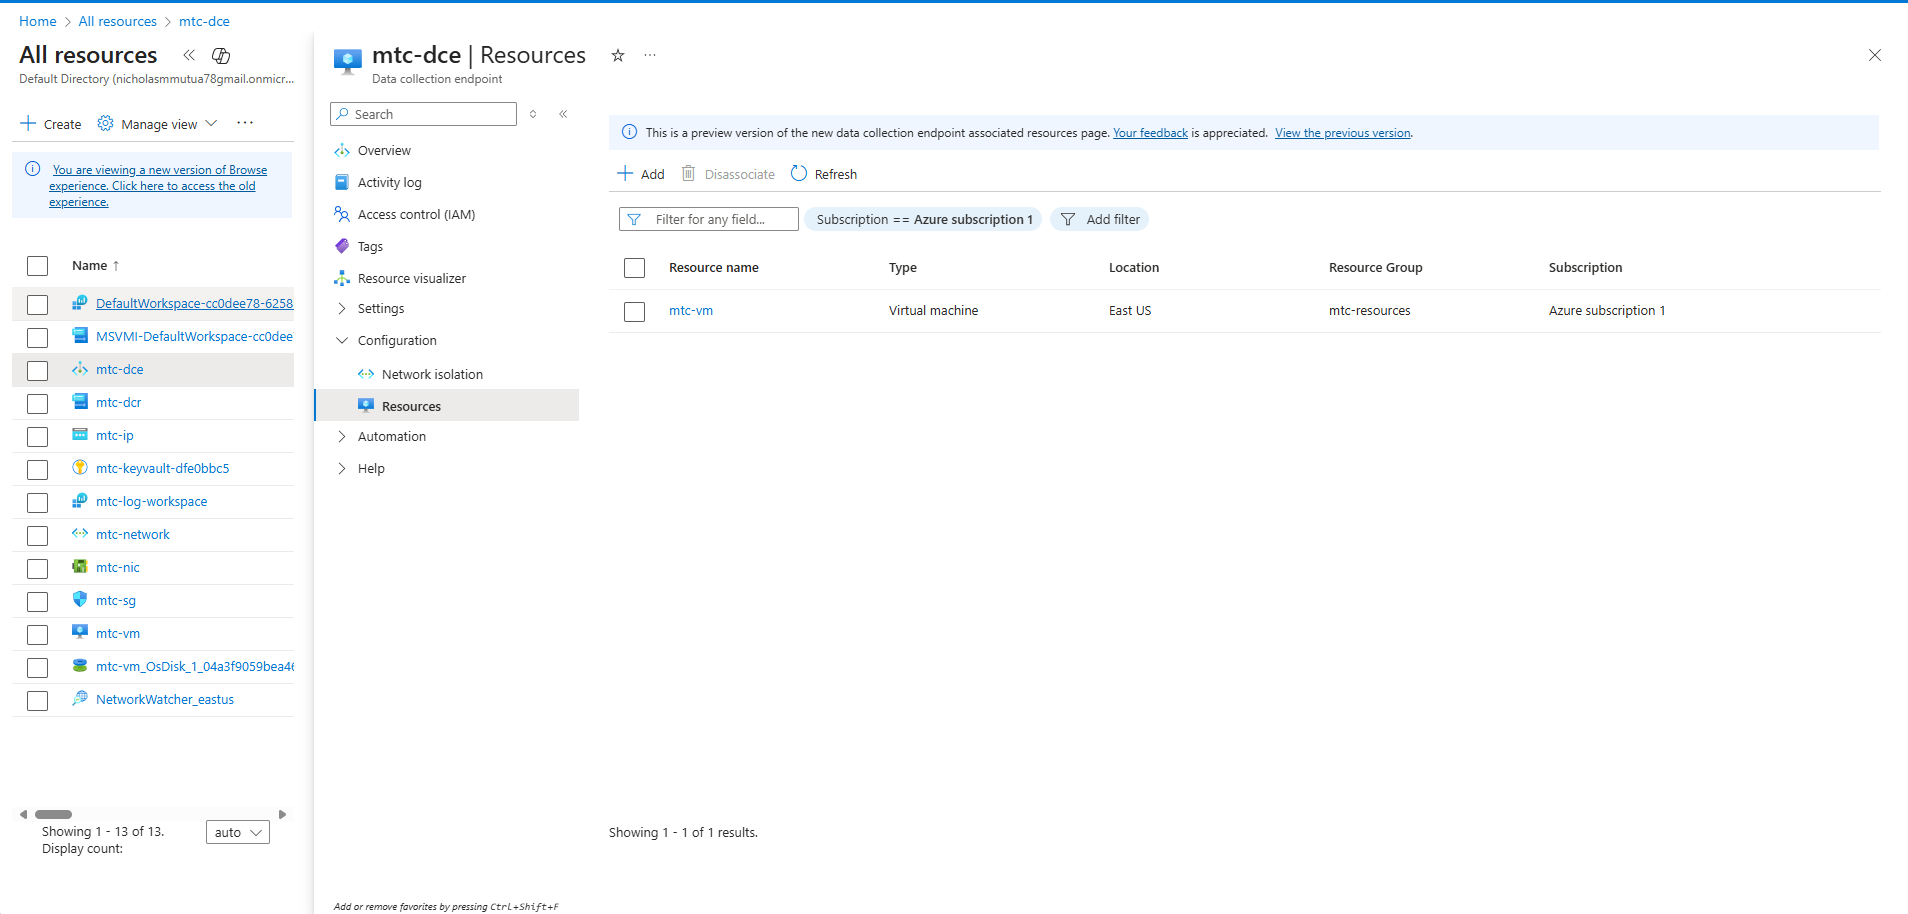 Home > All resources > mtc-dce
All resources
Default Directory (nicholasmmutua78gmail.onmicr...
Create
Manage view
You are viewing a new version of Browse
experience. Click here to access the old
experience.
Name ↑
DefaultWorkspace-cc0dee78-6258
MSVMI-DefaultWorkspace-cc0dee
mtc-dce
mtc-dcr
mtc-ip
mtc-keyvault-dfe0bbc5
mtc-log-workspace
mtc-network
mtc-nic
mtc-sg
mtc-vm
mtc-vm_OsDisk_1_04a3f9059bea46
NetworkWatcher_eastus
Showing 1 - 13 of 13.
Display count:
auto
mtc-dce | Resources
Data collection endpoint
Search
Overview
Activity log
Access control (IAM)
Tags
Resource visualizer
Settings
Configuration
Network isolation
Resources
Automation
Help
Add or remove favorites by pressing Ctrl+Shift+F
This is a preview version of the new data collection endpoint associated resources page. Your feedback is appreciated. View the previous version.
Add Disassociate Refresh
Filter for any field... Subscription == Azure subscription 1 Add filter
Resource name Type Location Resource Group Subscription
mtc-vm Virtual machine East US mtc-resources Azure subscription 1
Showing 1 - 1 of 1 results.